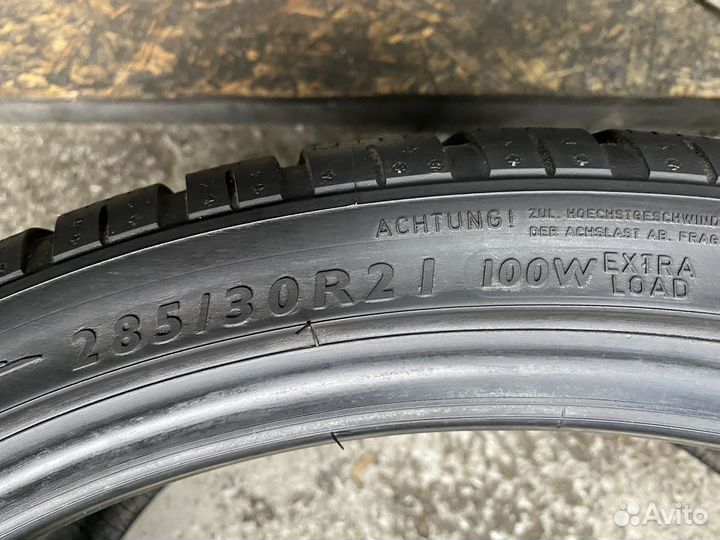 ACHTUNG! ZUL. HOECHSTGESCHWIND
DER ACHSLAST AB. FRAG
285/30R21 100W EXTRA
LOAD
Avito